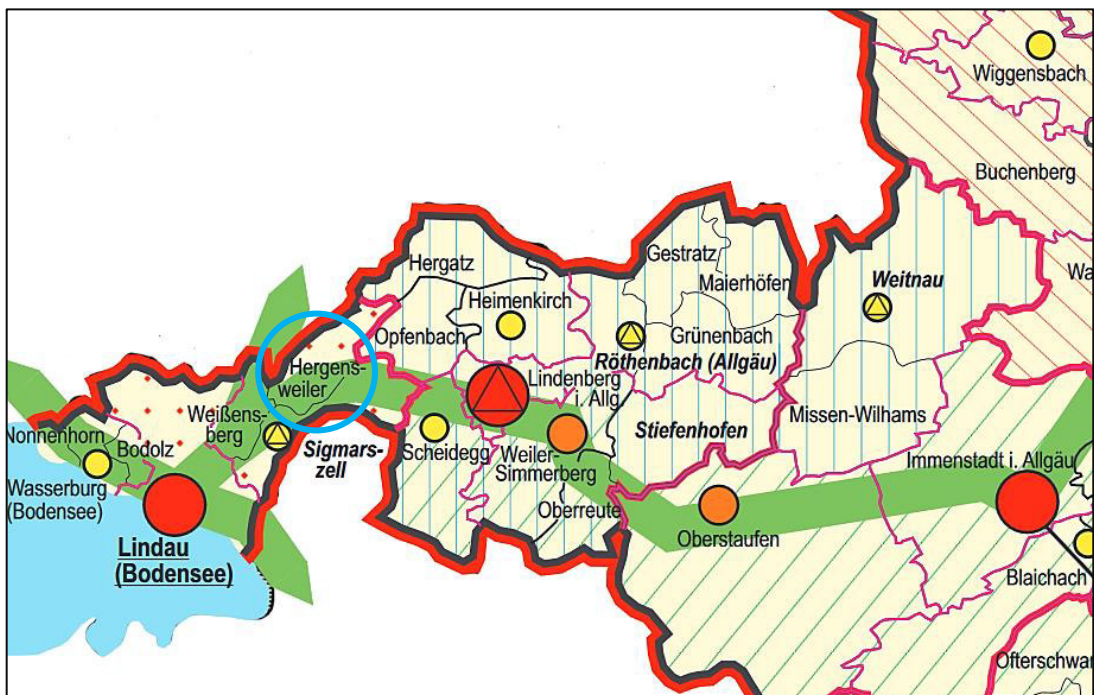 Wiggensbach
Buchenberg
Wa
Gestratz
Hergatz
Maierhöfen
Weitnau
Heimenkirch
Opfenbach
Grünenbach
Röthenbach (Allgäu)
Hergens-
weiler
Lindenberg
i. Allg
Weißens-
berg
Stiefenhofen
Missen-Wilhams
Nonnenhorn
Bodolz
Sigmars-
zell
Scheidegg
Weiler-
Simmerberg
Immenstadt i. Allgäu
Wasserburg
(Bodensee)
Oberreute
Oberstaufen
Lindau
(Bodensee)
Blaichach
Ofterschwan